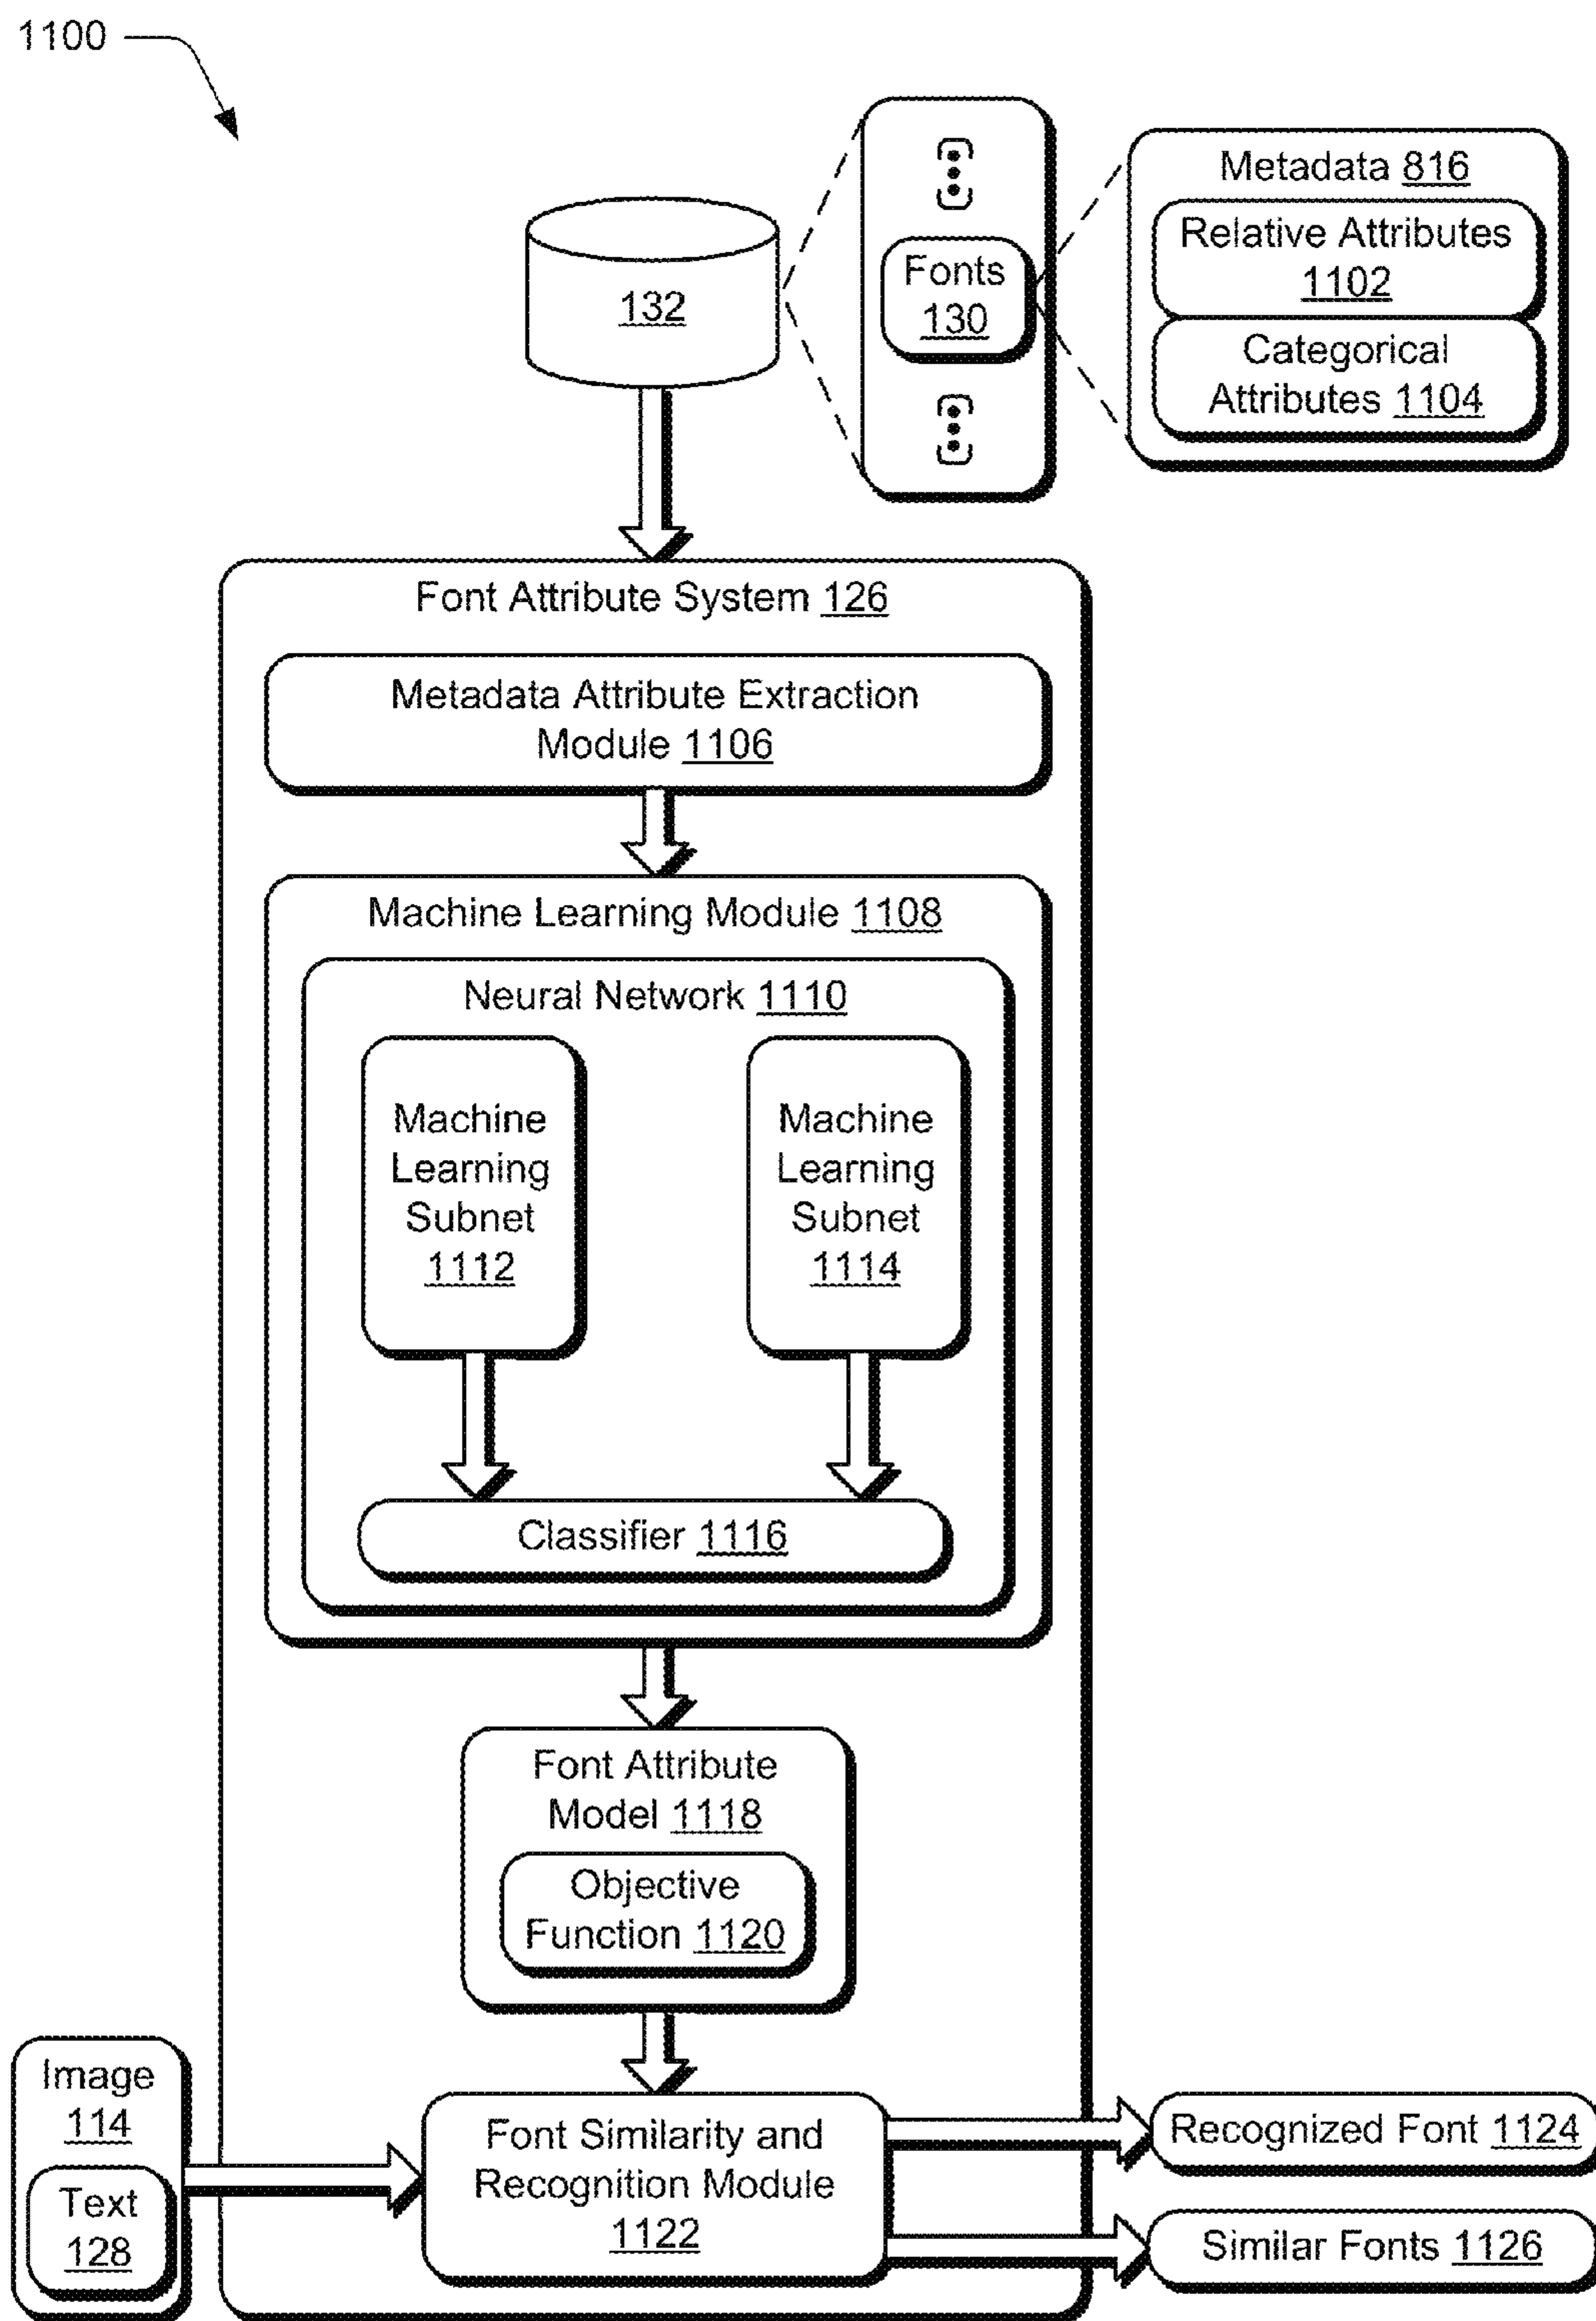 1100
132
Fonts
130
Metadata 816
Relative Attributes
1102
Categorical
Attributes 1104
Font Attribute System 126
Metadata Attribute Extraction
Module 1106
Machine Learning Module 1108
Neural Network 1110
Machine
Learning
Subnet
1112
Machine
Learning
Subnet
1114
Classifier 1116
Font Attribute
Model 1118
Objective
Function 1120
Image
114
Text
128
Font Similarity and
Recognition Module
1122
Recognized Font 1124
Similar Fonts 1126